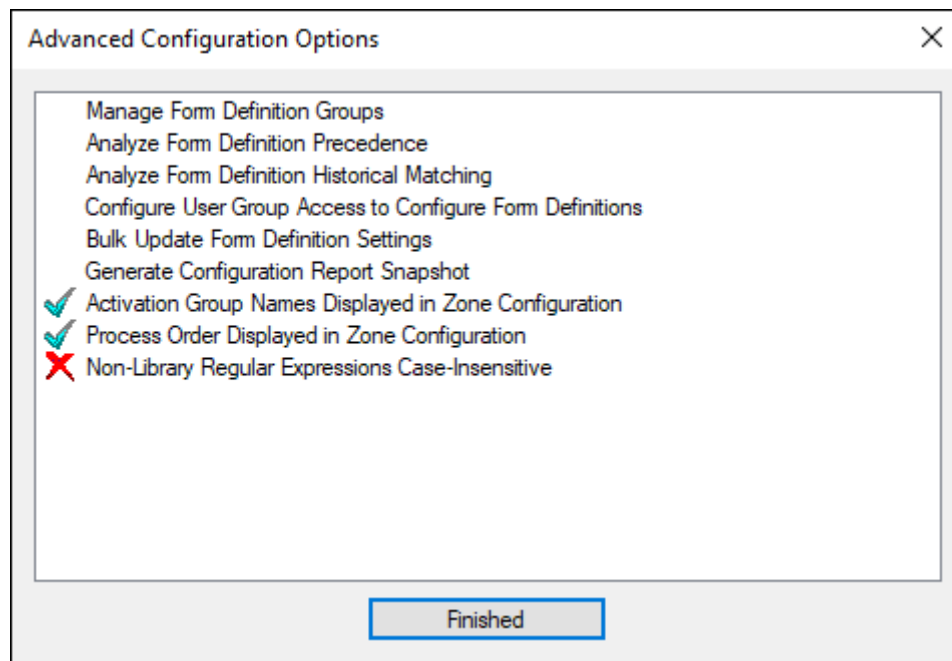 Advanced Configuration Options
Manage Form Definition Groups
Analyze Form Definition Precedence
Analyze Form Definition Historical Matching
Configure User Group Access to Configure Form Definitions
Bulk Update Form Definition Settings
Generate Configuration Report Snapshot
Activation Group Names Displayed in Zone Configuration
Process Order Displayed in Zone Configuration
Non-Library Regular Expressions Case-Insensitive
Finished